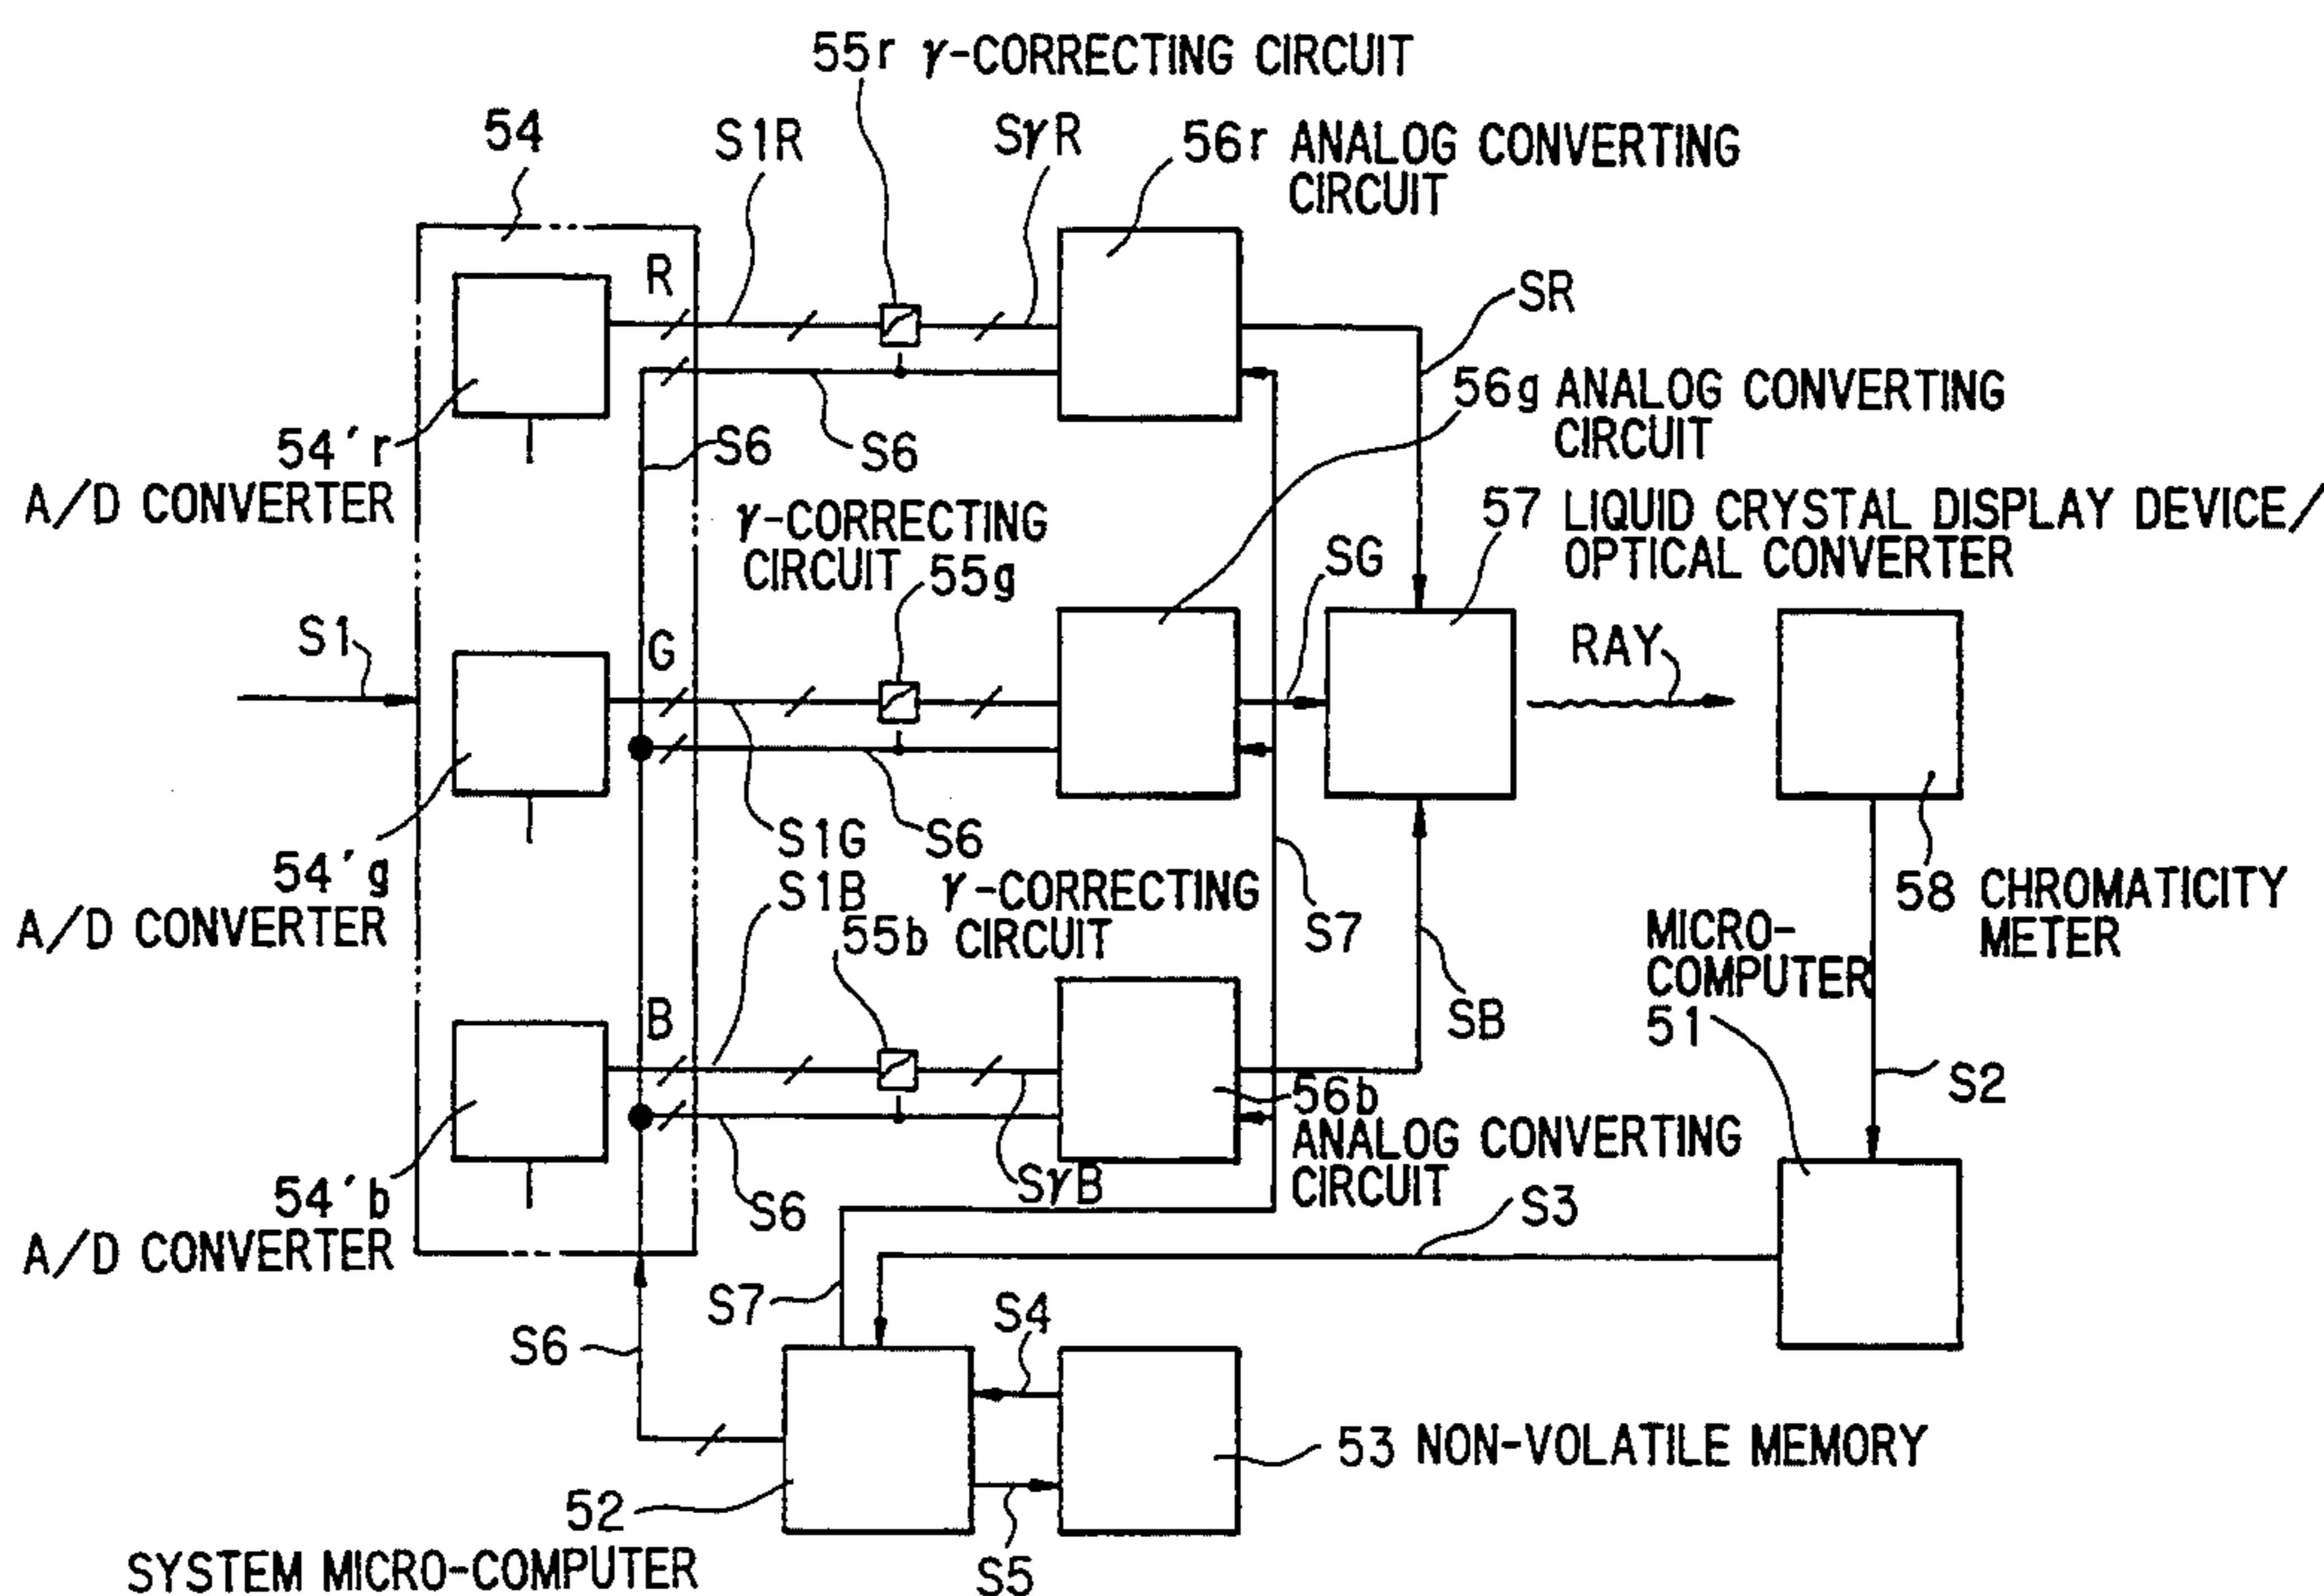 55r γ-CORRECTING CIRCUIT
54
S1R
SγR
56r ANALOG CONVERTING
CIRCUIT
R
SR
54'r
A/D CONVERTER
S6
S6
56g ANALOG CONVERTING
CIRCUIT
γ-CORRECTING
CIRCUIT 55g
57 LIQUID CRYSTAL DISPLAY DEVICE/
OPTICAL CONVERTER
SG
S1
G
RAY
54'g
A/D CONVERTER
S1G
S6
S1B
γ-CORRECTING
CIRCUIT
55b
S7
58 CHROMATICITY
METER
MICRO-
COMPUTER
51
B
SB
S2
56b
ANALOG CONVERTING
CIRCUIT
54'b
A/D CONVERTER
S6
SγB
S3
S7
S4
S6
53 NON-VOLATILE MEMORY
52
SYSTEM MICRO-COMPUTER
S5